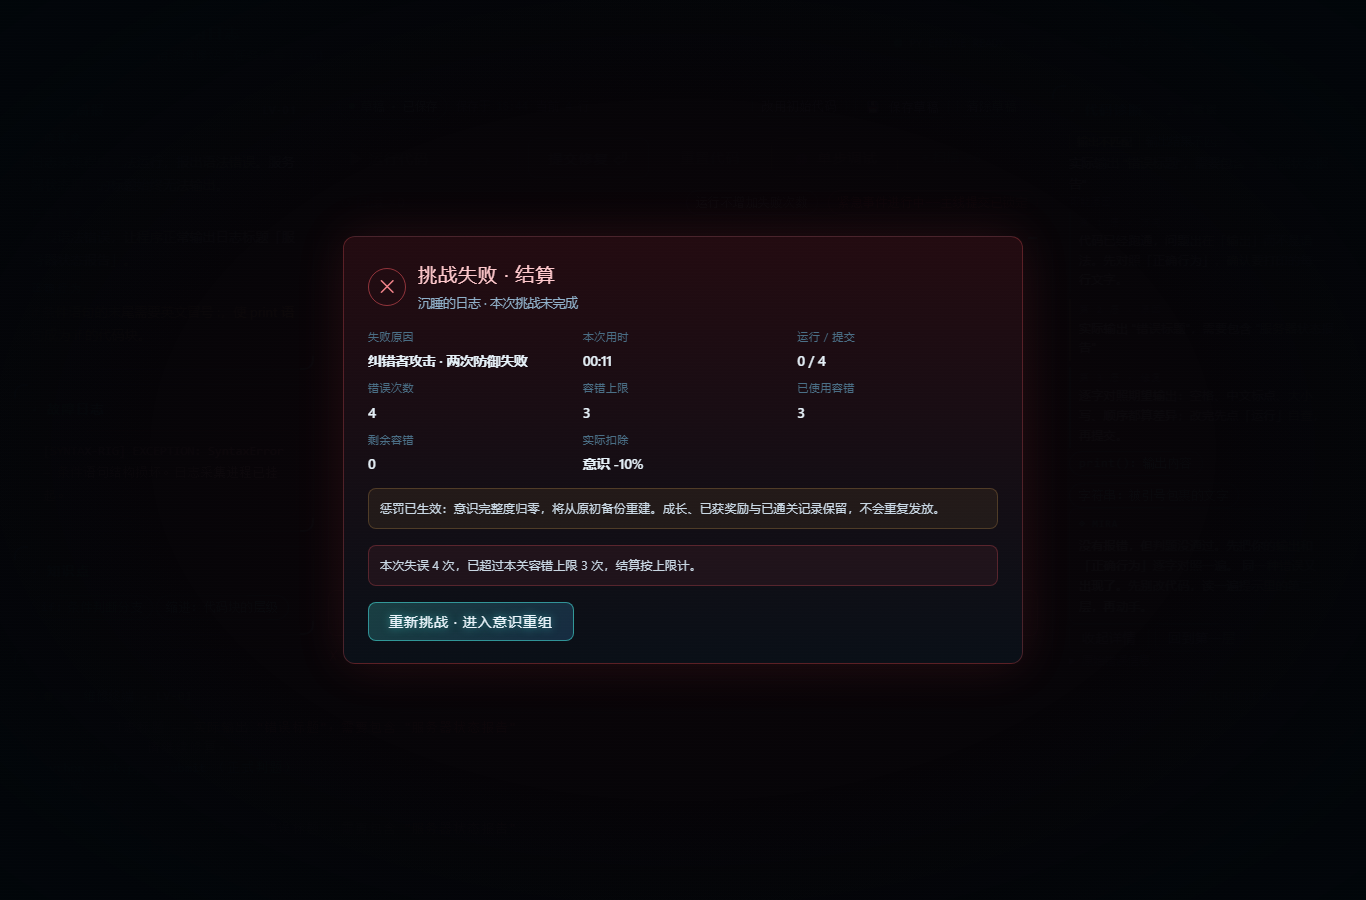 挑战失败 · 结算
沉睡的日志 · 本次挑战未完成
失败原因
本次用时
运行 / 提交
纠错者攻击 · 两次防御失败
00:11
0 / 4
错误次数
容错上限
已使用容错
4
3
3
剩余容错
实际扣除
0
意识 -10%
惩罚已生效：意识完整度归零，将从原初备份重建。成长、已获奖励与已通关记录保留，不会重复发放。
本次失误 4 次，已超过本关容错上限 3 次，结算按上限计。
重新挑战 · 进入意识重组